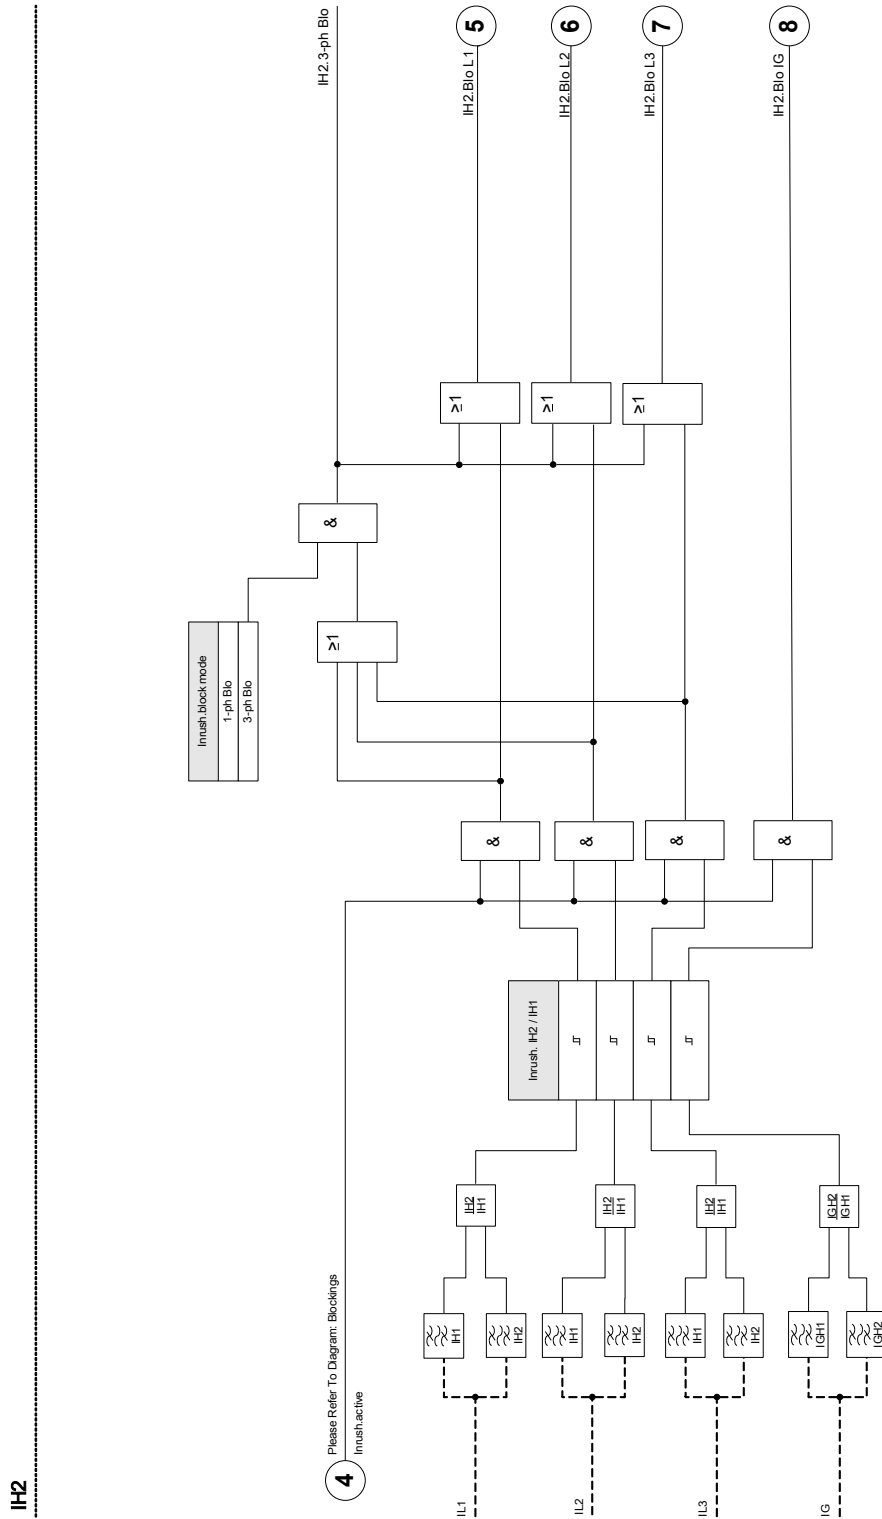 IH2
4
Please Refer To Diagram: Blockings
Inrush.active
IL1
IL2
IL3
IG
IH1
IH2
IH1
IH2
IH1
IH2
IGH1
IGH2
IH2
IH1
IH2
IH1
IH2
IH1
IGH2
IGH1
Inrush. IH2 / IH1
&
&
&
&
Inrush.block mode
1-ph Blo
3-ph Blo
≥1
&
≥1
≥1
≥1
IH2.3-ph Blo
IH2.Blo L1
5
IH2.Blo L2
6
IH2.Blo L3
7
IH2.Blo IG
8